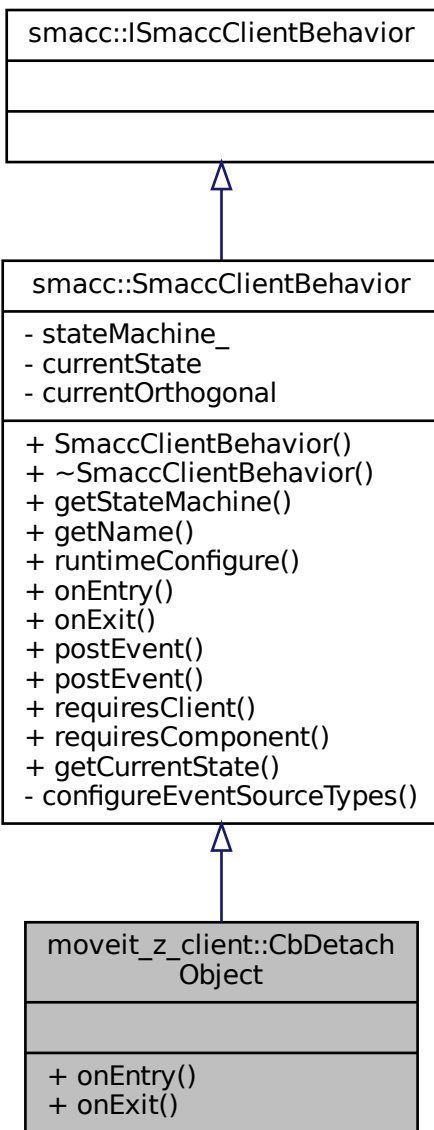 smacc::ISmaccClientBehavior
smacc::SmaccClientBehavior
- stateMachine_
- currentState
- currentOrthogonal
+ SmaccClientBehavior()
+ ~SmaccClientBehavior()
+ getStateMachine()
+ getName()
+ runtimeConfigure()
+ onEntry()
+ onExit()
+ postEvent()
+ postEvent()
+ requiresClient()
+ requiresComponent()
+ getCurrentState()
- configureEventSourceTypes()
moveit_z_client::CbDetach
Object
+ onEntry()
+ onExit()